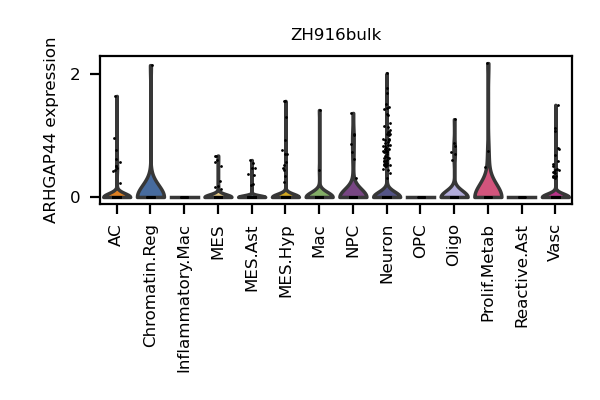 ZH916bulk
ARHGAP44 expression
2
0
AC
Chromatin.Reg
Inflammatory.Mac
MES
MES.Ast
MES.Hyp
Mac
NPC
Neuron
OPC
Oligo
Prolif.Metab
Reactive.Ast
Vasc